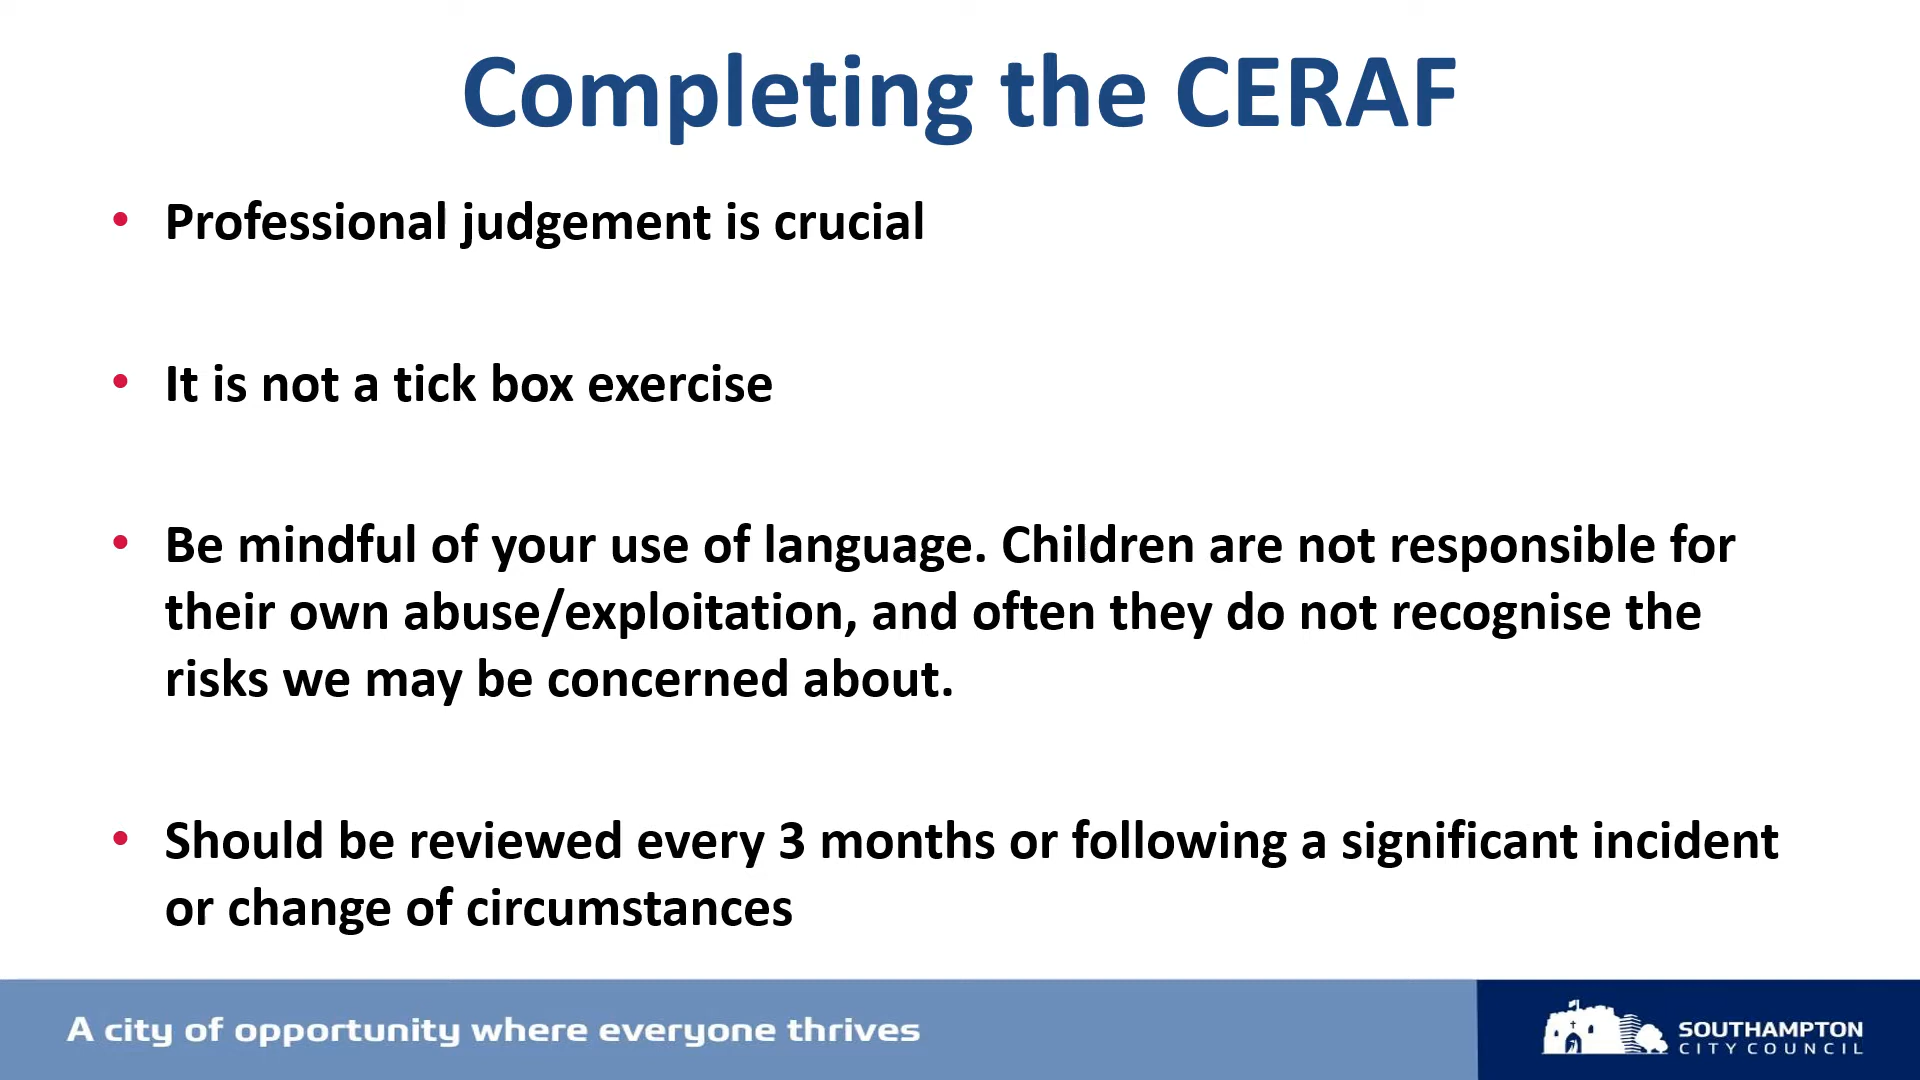 Completing the CERAF
• Professional judgement is crucial
• It is not a tick box exercise
• Be mindful of your use of language. Children are not responsible for
their own abuse/exploitation, and often they do not recognise the
risks we may be concerned about.
• Should be reviewed every 3 months or following a significant incident
or change of circumstances
A city of opportunity where everyone thrives
SOUTHAMPTON
CITY COUNCIL